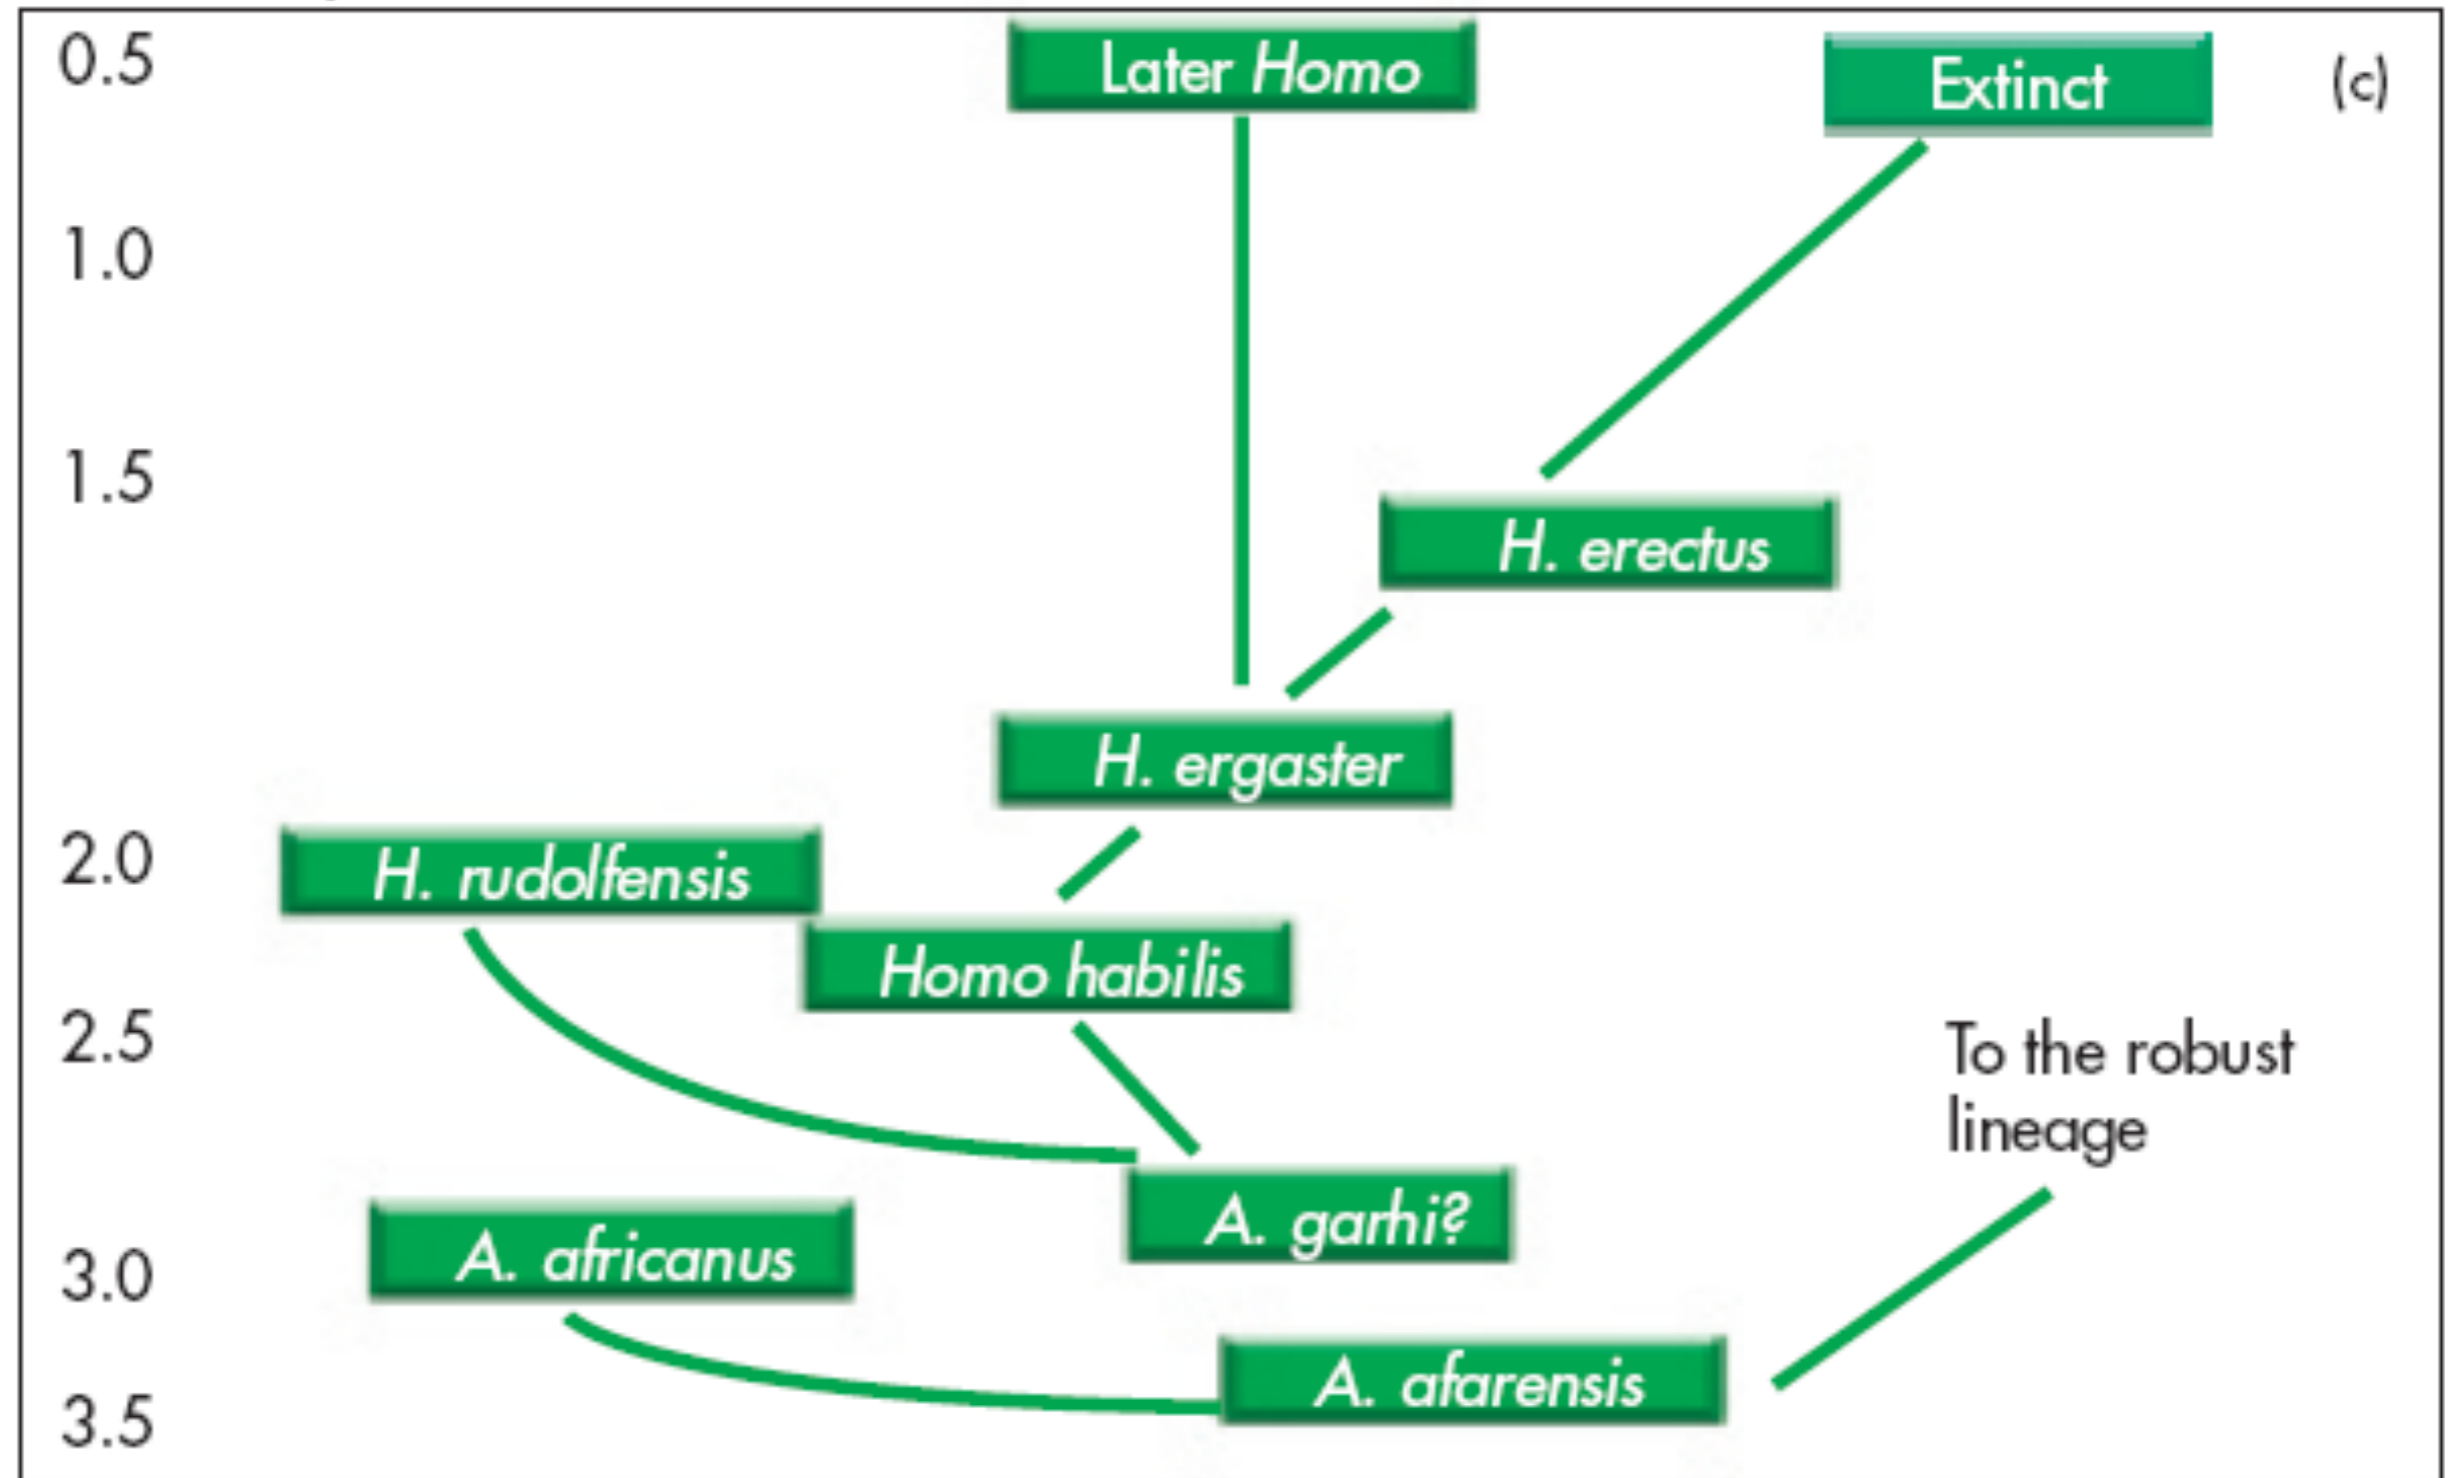 0.5
Later Homo
Extinct
(c)
1.0
1.5
H. erectus
H. ergaster
2.0
H. rudolfensis
Homo habilis
2.5
To the robust
lineage
A. garhi?
A. africanus
3.0
A. afarensis
3.5